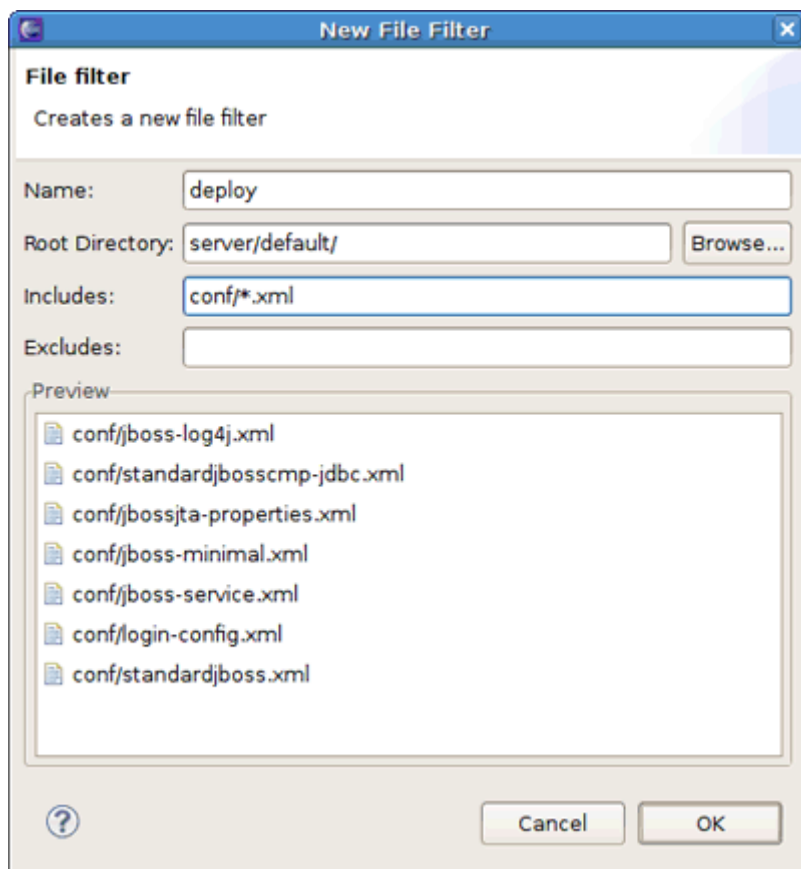 New File Filter
File filter
Creates a new file filter
Name: deploy
Root Directory: server/default/ Browse...
Includes: conf/*.xml
Excludes:
Preview
conf/jboss-log4j.xml
conf/standardjbosscmp-jdbc.xml
conf/jbossjta-properties.xml
conf/jboss-minimal.xml
conf/jboss-service.xml
conf/login-config.xml
conf/standardjboss.xml
? Cancel OK